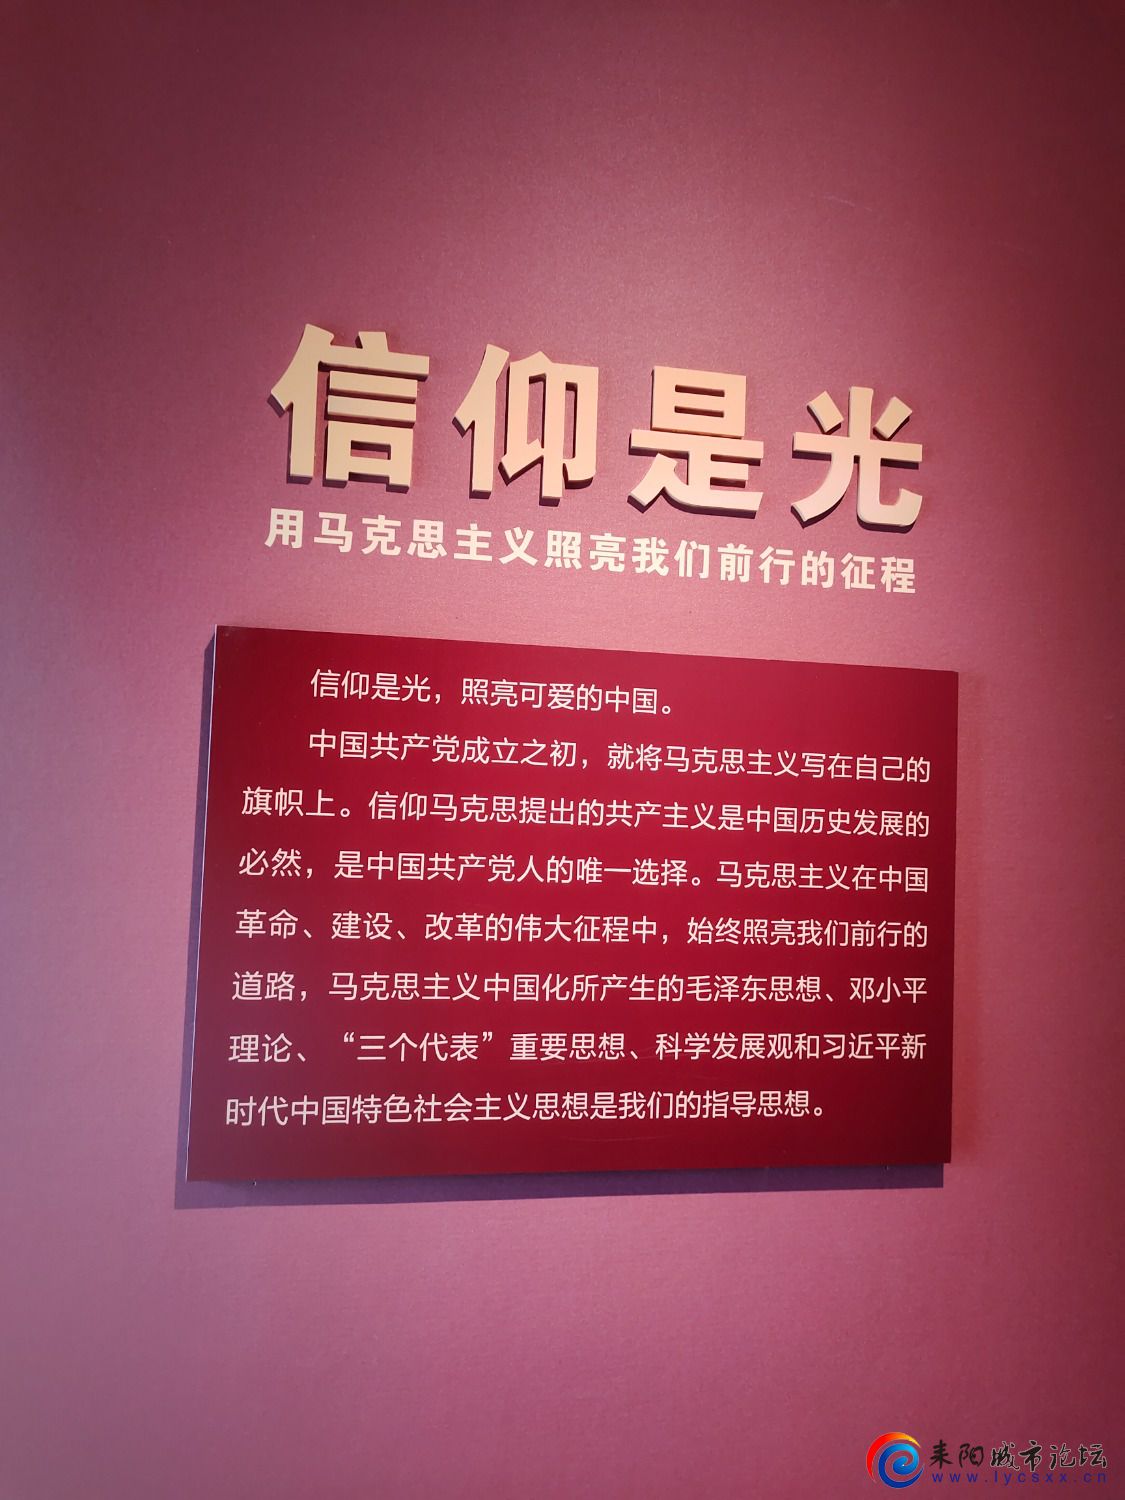 信仰是光
用马克思主义照亮我们前行的征程
信仰是光，照亮可爱的中国。
中国共产党成立之初，就将马克思主义写在自己的
旗帜上。信仰马克思提出的共产主义是中国历史发展的
必然，是中国共产党人的唯一选择。马克思主义在中国
革命、建设、改革的伟大征程中，始终照亮我们前行的
道路，马克思主义中国化所产生的毛泽东思想、邓小平
理论、“三个代表”重要思想、科学发展观和习近平新
时代中国特色社会主义思想是我们的指导思想。
耒阳城市论坛
www.lycsxx.cn